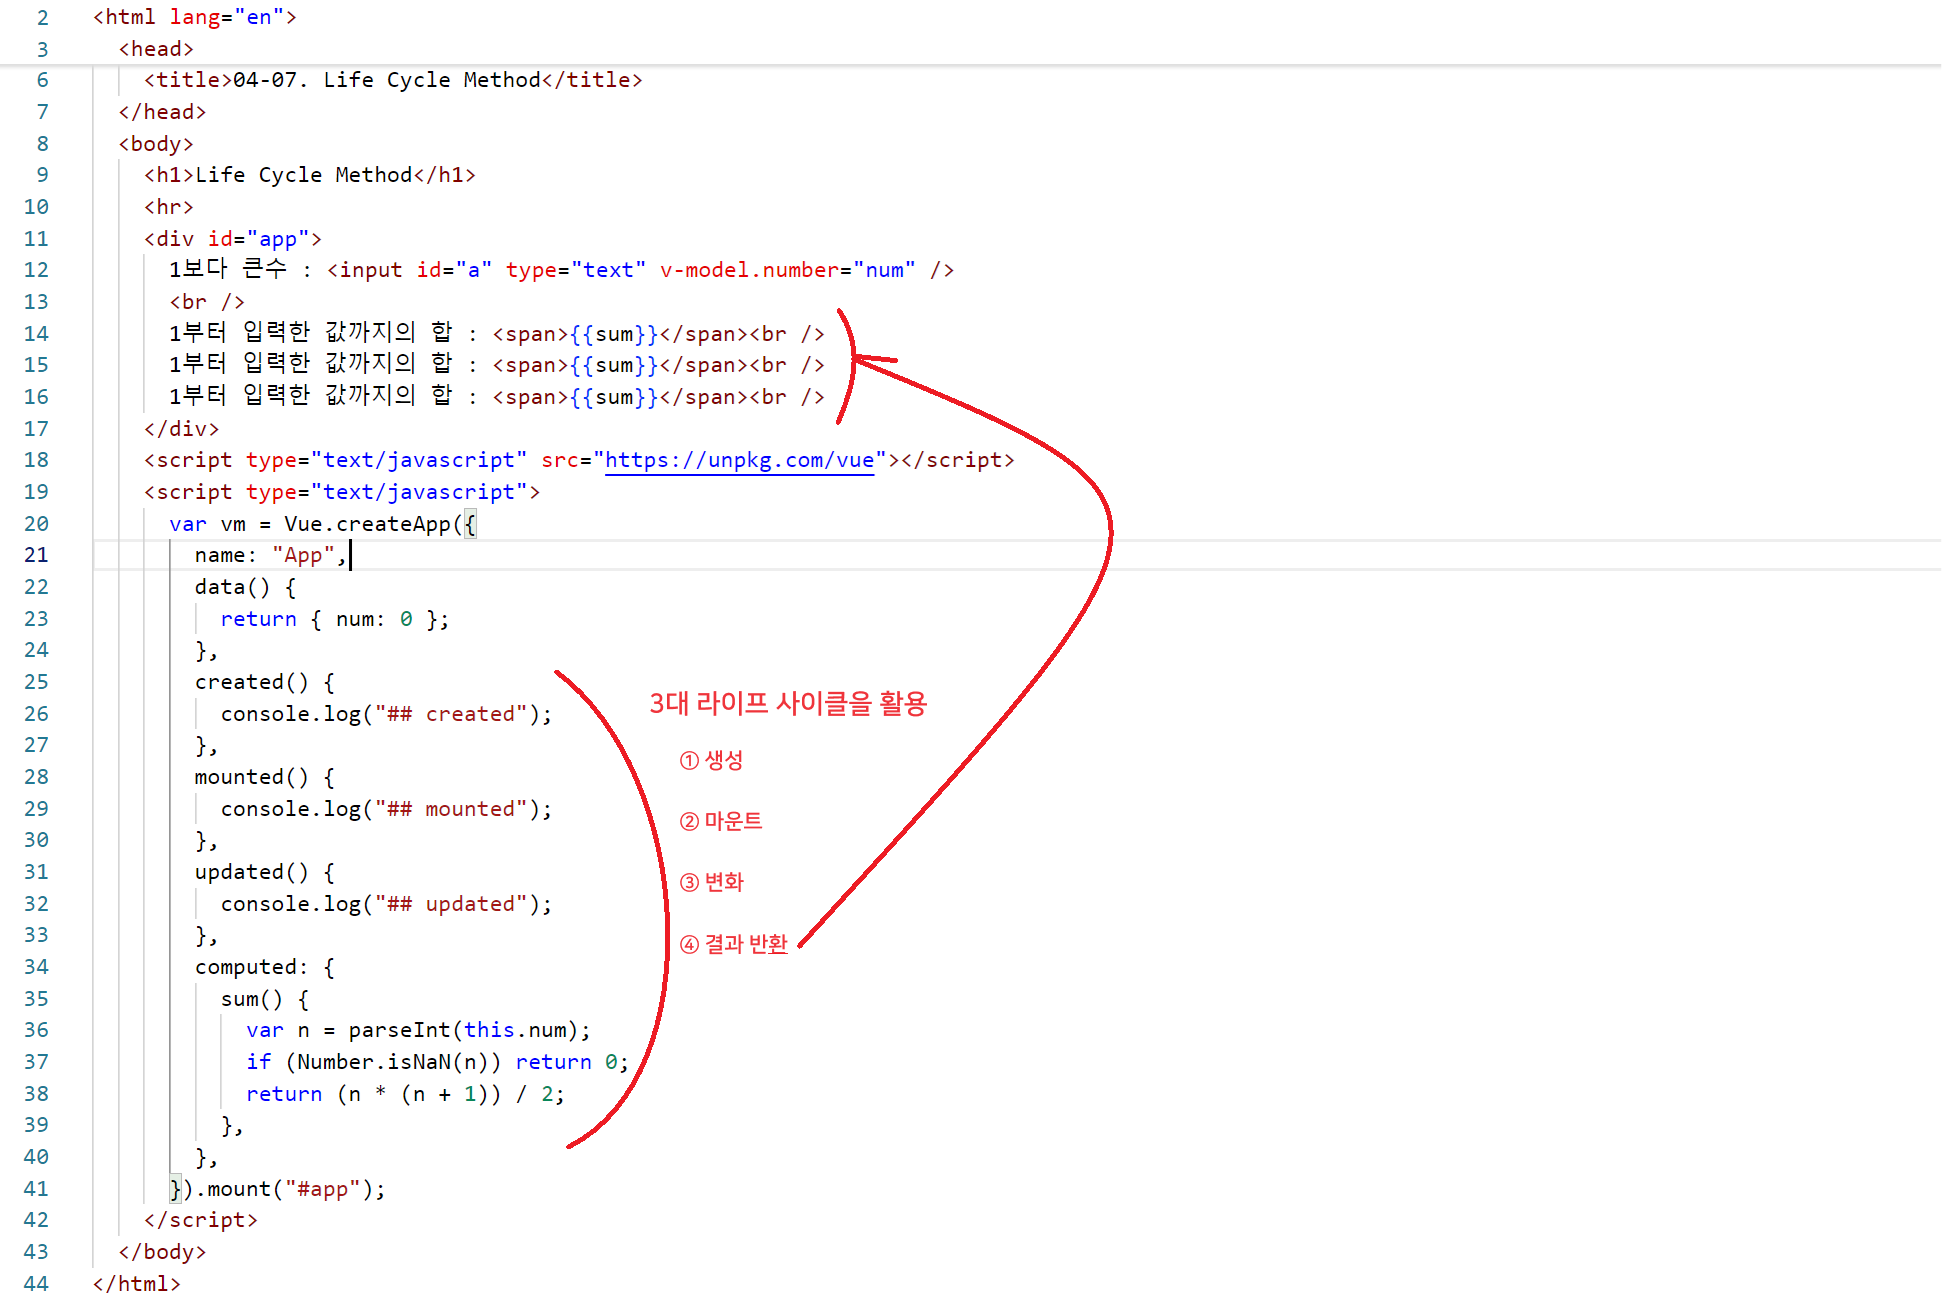 2 <html lang="en">
3 <head>
6 <title>04-07. Life Cycle Method</title>
7 </head>
8 <body>
9 <h1>Life Cycle Method</h1>
10 <hr>
11 <div id="app">
12 1보다 큰수 : <input id="a" type="text" v-model.number="num" />
13 <br />
14 1부터 입력한 값까지의 합 : <span>{{sum}}</span><br />
15 1부터 입력한 값까지의 합 : <span>{{sum}}</span><br />
16 1부터 입력한 값까지의 합 : <span>{{sum}}</span><br />
17 </div>
18 <script type="text/javascript" src="https://unpkg.com/vue"></script>
19 <script type="text/javascript">
20 var vm = Vue.createApp({
21 name: "App",
22 data() {
23 return { num: 0 };
24 },
25 created() {
26 console.log("## created");
27 },
28 mounted() {
29 console.log("## mounted");
30 },
31 updated() {
32 console.log("## updated");
33 },
34 computed: {
35 sum() {
36 var n = parseInt(this.num);
37 if (Number.isNaN(n)) return 0;
38 return (n * (n + 1)) / 2;
39 },
40 },
41 }).mount("#app");
42 </script>
43 </body>
44 </html>
3대 라이프 사이클을 활용
① 생성
② 마운트
③ 변화
④ 결과 반환